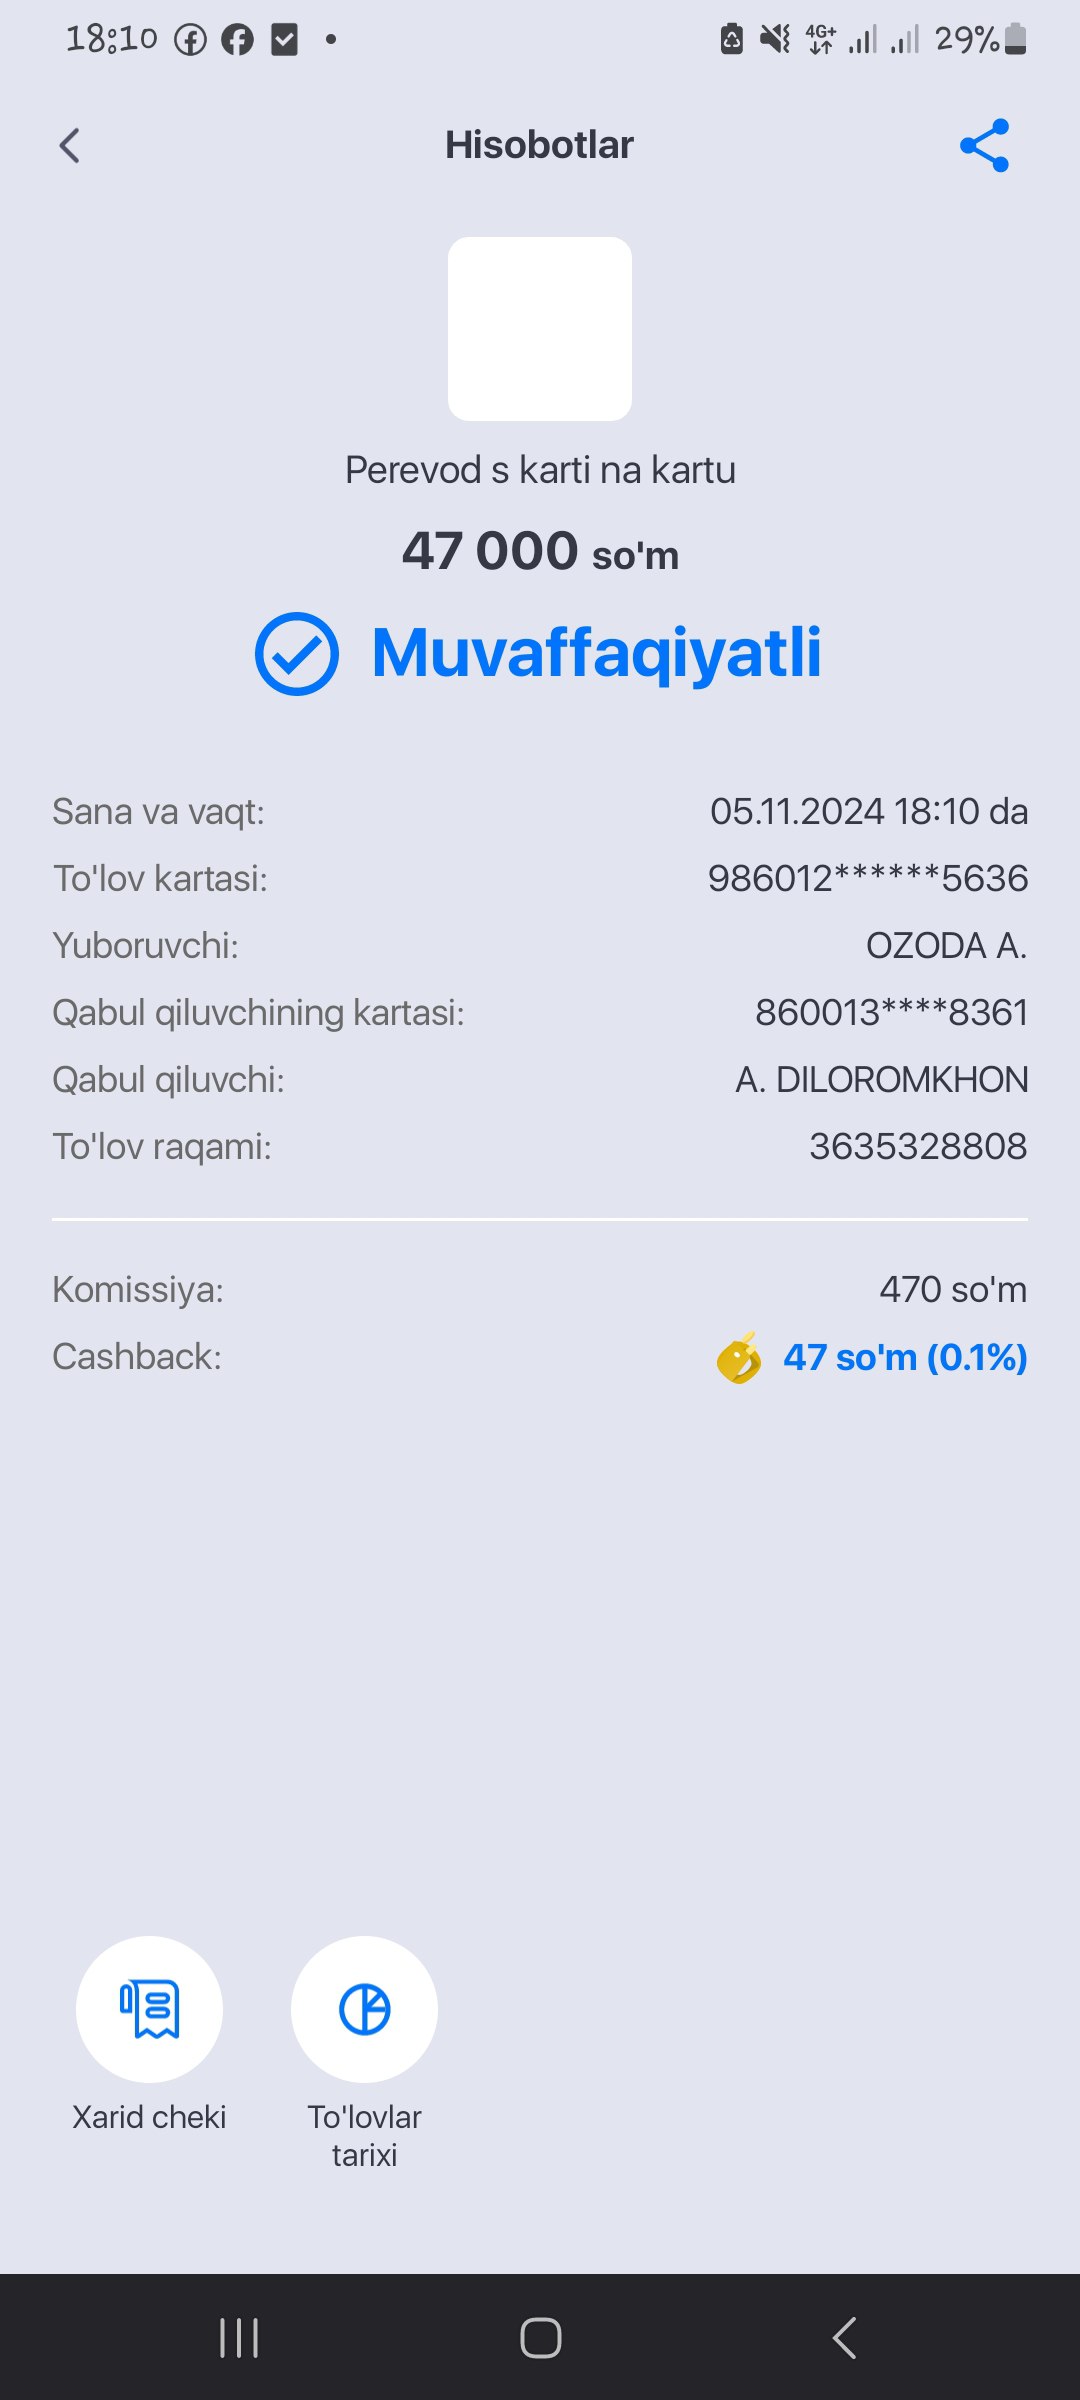 18:10
4G+
29%
Hisobotlar
Perevod s karti na kartu
47 000 so'm
Muvaffaqiyatli
Sana va vaqt: 05.11.2024 18:10 da
To'lov kartasi: 986012******5636
Yuboruvchi: OZODA A.
Qabul qiluvchining kartasi: 860013****8361
Qabul qiluvchi: A. DILOROMKHON
To'lov raqami: 3635328808
Komissiya: 470 so'm
Cashback: 47 so'm (0.1%)
Xarid cheki
To'lovlar
tarixi